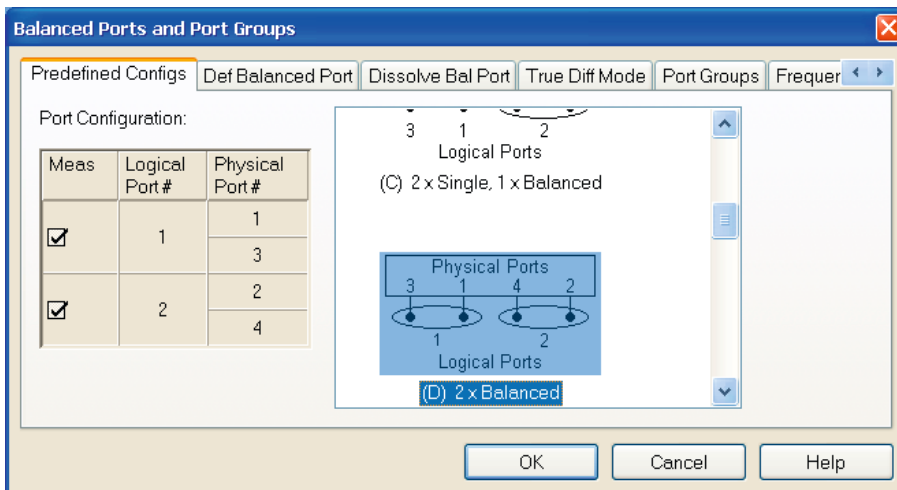 Balanced Ports and Port Groups
Predefined Configs Def Balanced Port Dissolve Bal Port True Diff Mode Port Groups Frequer
Port Configuration:
Meas Logical Port # Physical Port #
1 1
3
2 2
4
3 1 2
Logical Ports
(C) 2 x Single, 1 x Balanced
Physical Ports
3 1 4 2
1 2
Logical Ports
(D) 2 x Balanced
OK Cancel Help